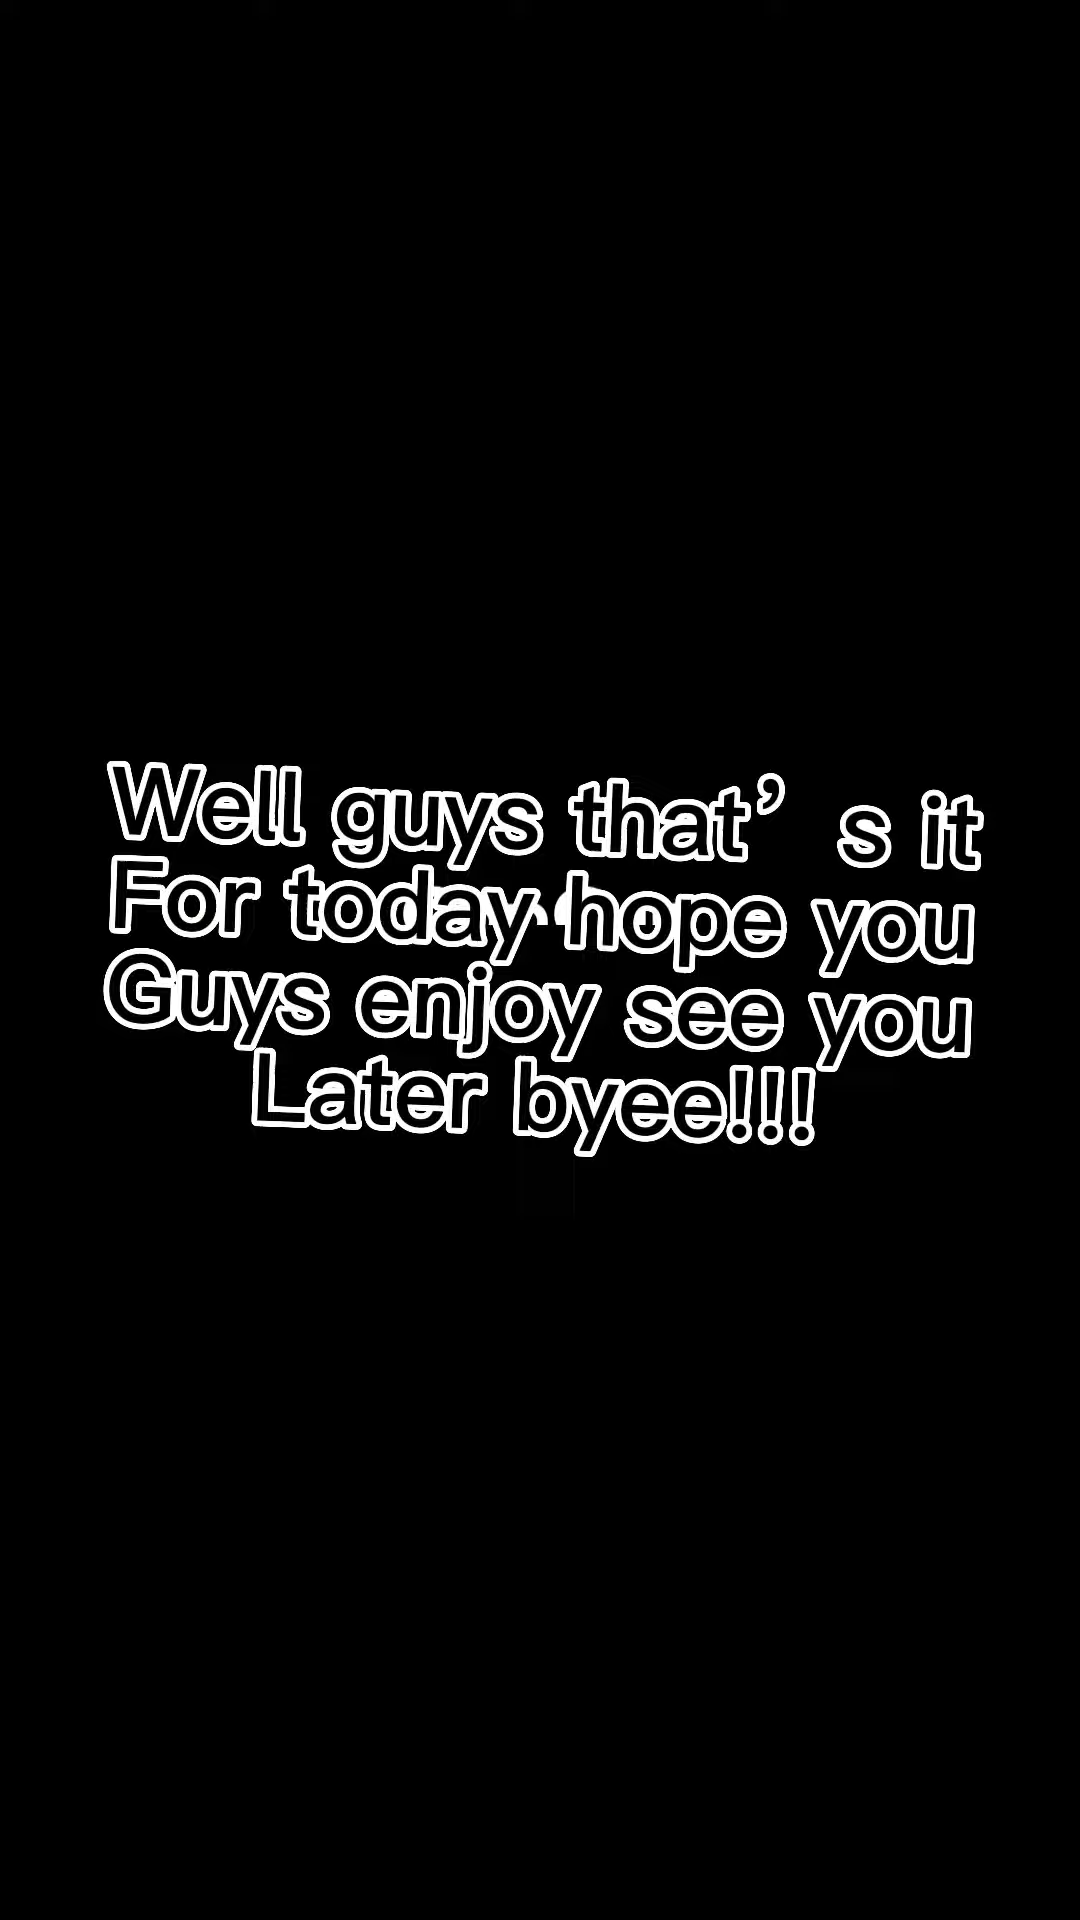 Well guys that’s it
For today hope you
Guys enjoy see you
Later byee!!!